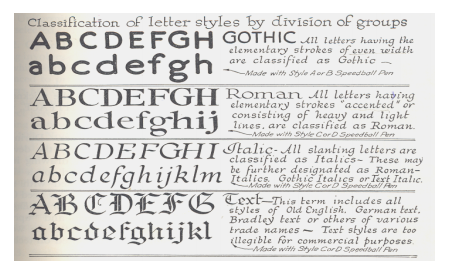 Classification of letter styles by division of groups
ABCDEFGH
abcdefgh
GOTHIC All letters having the
elementary strokes of even width
are classified as Gothic —
Made with Style A or B Speedball Pen
ABCDEFGH
abcdefghij
Roman All letters having
elementary strokes "accented" or
consisting of heavy and light
lines, are classified as Roman.
Made with Style C or D Speedball Pen
ABCDEFGHI
abcdefghijklm
Italic- All slanting letters are
classified as Italics~ These may
be further designated as Roman-
Italics. Gothic Italics or Text Italic.
Made with Style C or D Speedball Pen
ABCDEFG
abcdefghijkl
Text—This term includes all
styles of Old English. German text,
Bradley text or others of various
trade names — Text styles are too
illegible for commercial purposes.
Made with Style C or D Speedball Pen